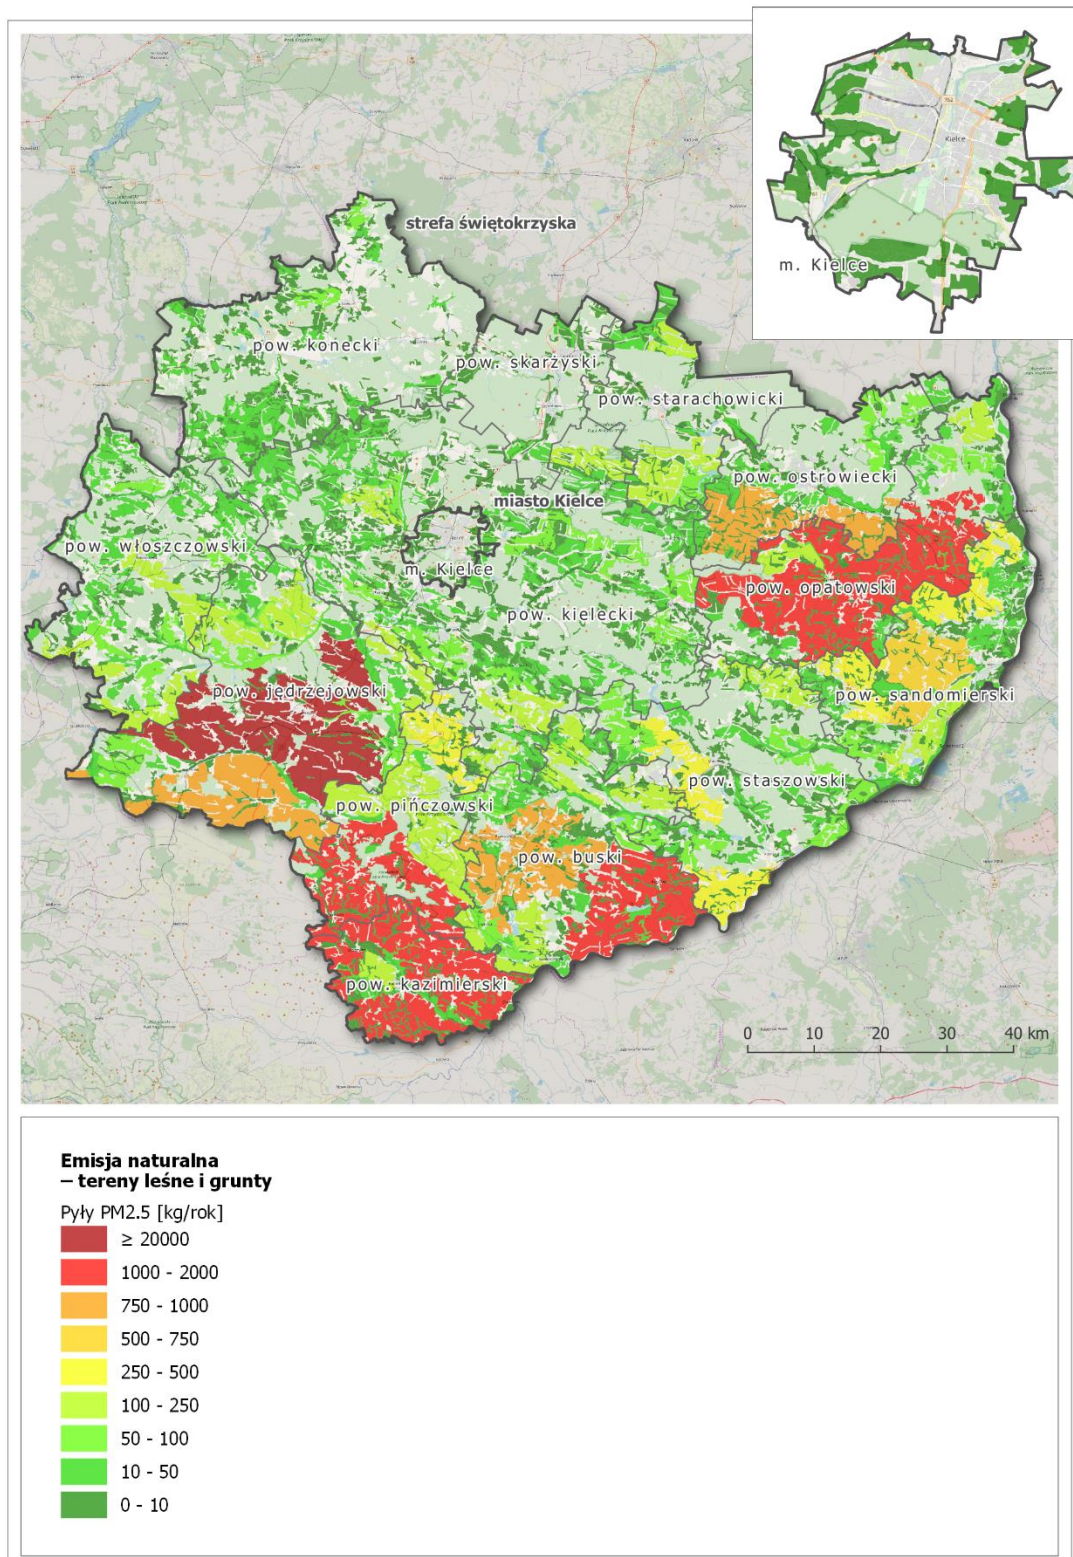 762
Kielce
m. Kielce
strefa świętokrzyska
pow. konecki
pow. skarżyski
pow. starachowicki
pow. ostrowiecki
miasto Kielce
pow. włoszczowski
m. Kielce
pow. opatowski
pow. kielecki
pow. jędrzejowski
pow. sandomierski
pow. staszowski
pow. pińczowski
pow. buski
pow. kazimierski
0 10 20 30 40 km
Emisja naturalna
– tereny leśne i grunty
Pyły PM2.5 [kg/rok]
≥ 20000
1000 - 2000
750 - 1000
500 - 750
250 - 500
100 - 250
50 - 100
10 - 50
0 - 10